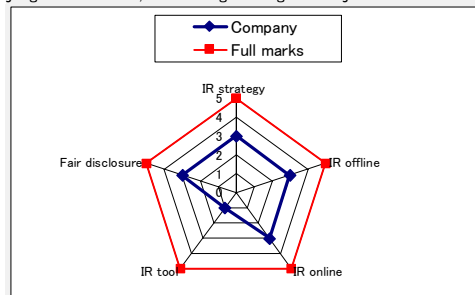 Company
Full marks
IR strategy
5
4
3
2
1
0
Fair disclosure
IR offline
IR tool
IR online